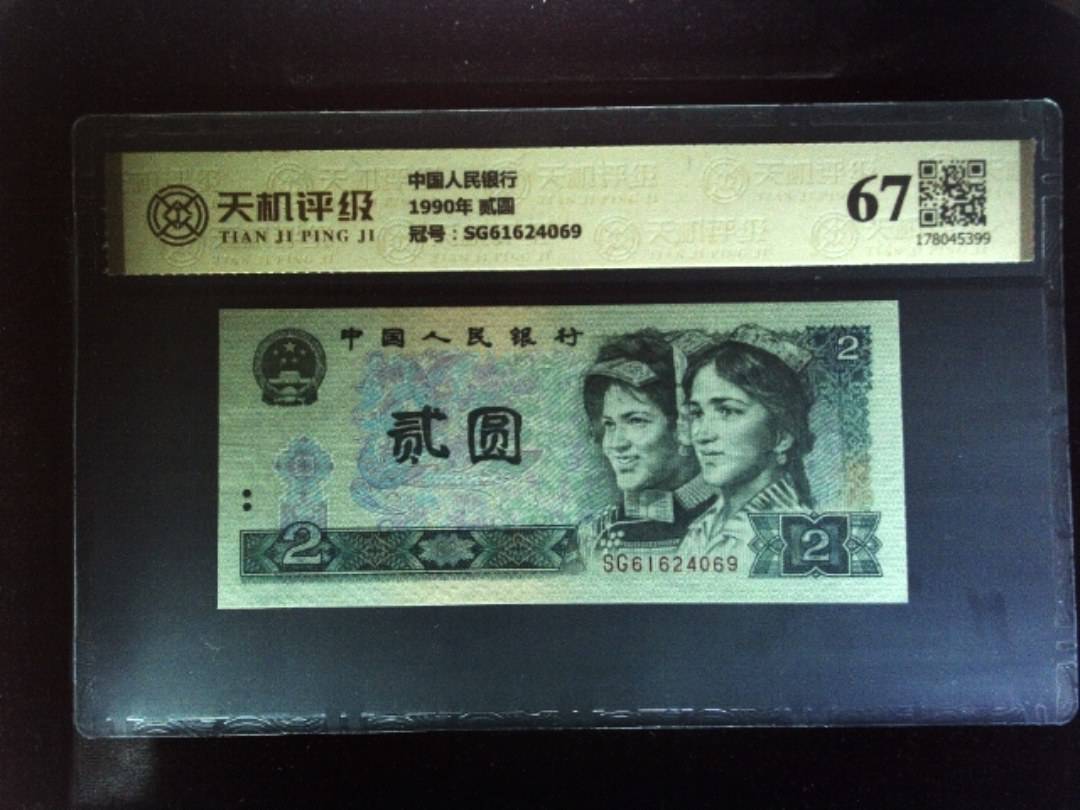 天机评级
TIAN JI PING JI
中国人民银行
1990年 贰圆
冠号：SG61624069
67
178045399
中国人民银行
2
贰圆
2
SG61624069
2